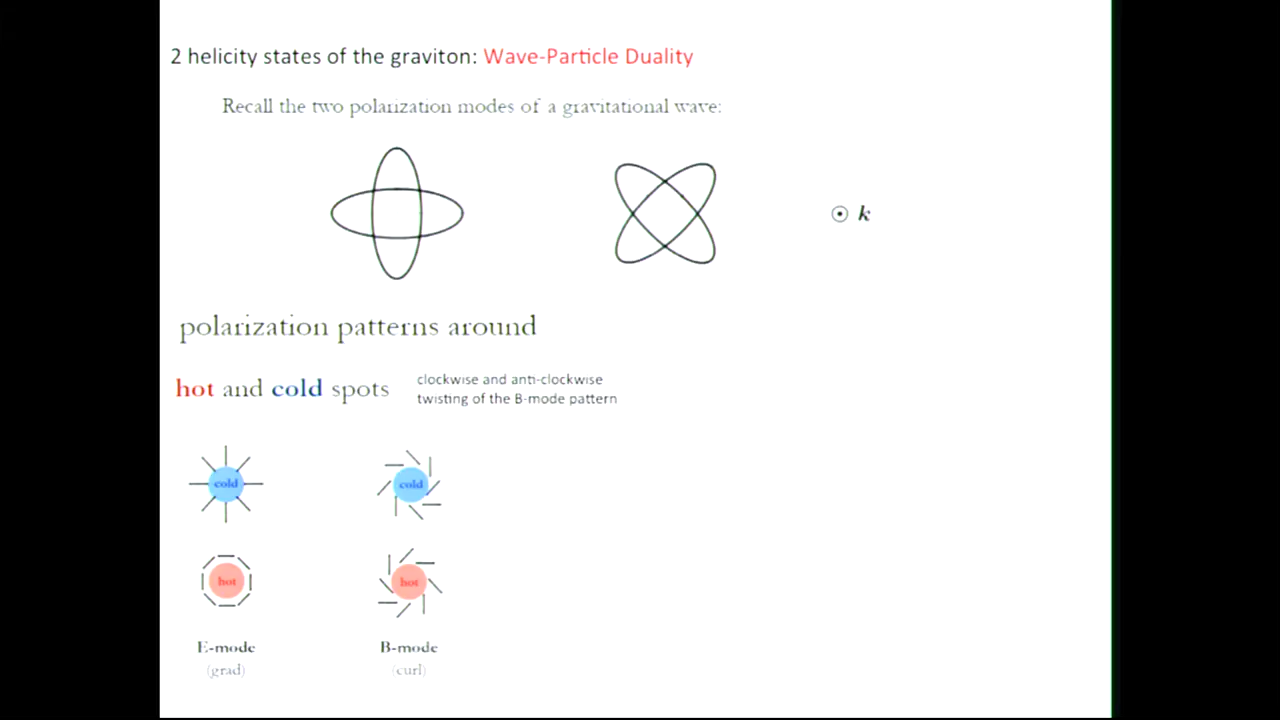 2 helicity states of the graviton: Wave-Particle Duality
Recall the two polarization modes of a gravitational wave:
k
polarization patterns around
hot and cold spots
clockwise and anti-clockwise
twisting of the B-mode pattern
cold
cold
hot
hot
E-mode
B-mode
(grad)
(curl)